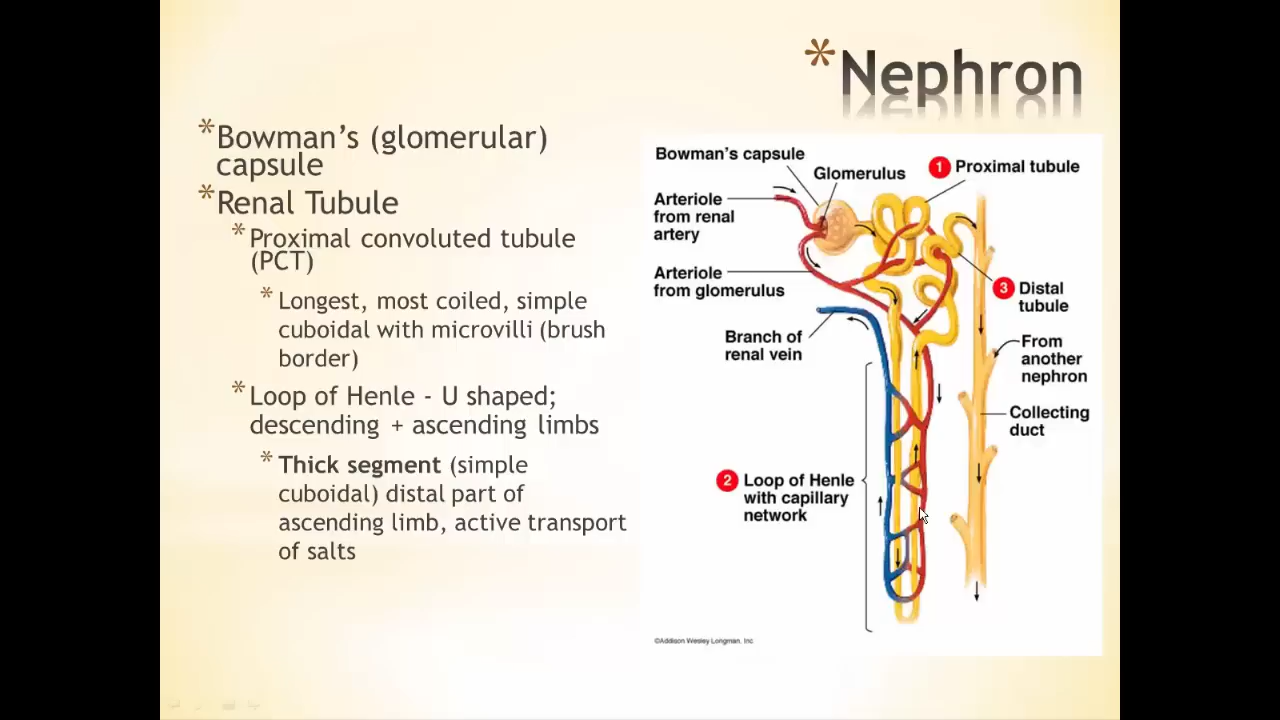 *Nephron
*Bowman's (glomerular)
capsule
*Renal Tubule
*Proximal convoluted tubule
(PCT)
*Longest, most coiled, simple
cuboidal with microvilli (brush
border)
*Loop of Henle - U shaped;
descending + ascending limbs
*Thick segment (simple
cuboidal) distal part of
ascending limb, active transport
of salts
Bowman's capsule
Glomerulus
1 Proximal tubule
Arteriole
from renal
artery
Arteriole
from glomerulus
3 Distal
tubule
Branch of
renal vein
From
another
nephron
Collecting
duct
2 Loop of Henle
with capillary
network
©Addison Wesley Longman, Inc